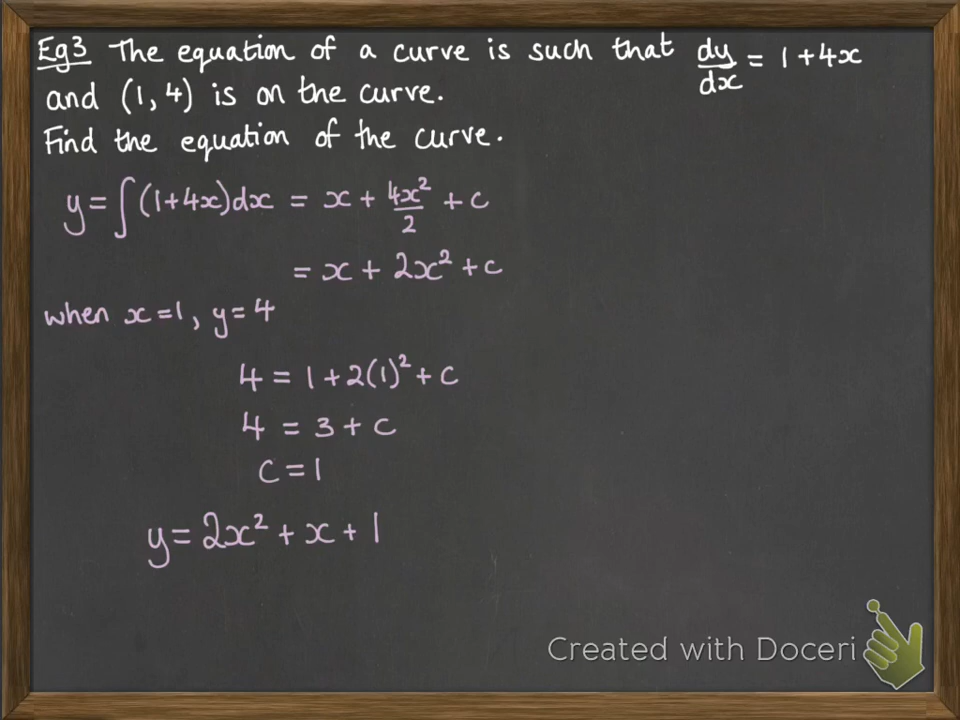 Eg3 The equation of a curve is such that dy/dx = 1+4x
and (1,4) is on the curve.
Find the equation of the curve.
y=∫(1+4x)dx = x + 4x²/2 + c
= x + 2x² + c
when x=1, y=4
4 = 1+2(1)² + c
4 = 3 + c
c = 1
y = 2x² + x + 1
Created with Doceri